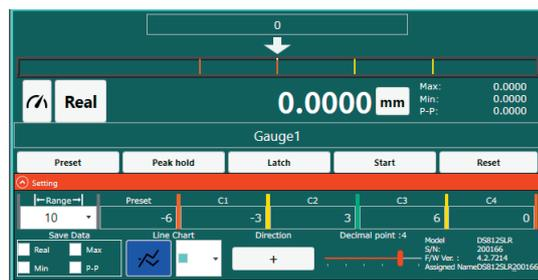 0
Real
0.0000 mm
Max: 0.0000
Min: 0.0000
P-P: 0.0000
Gauge1
Preset Peak hold Latch Start Reset
Setting
Range Preset C1 C2 C3 C4
10 -6 -3 3 6 0
Save Data Line Chart Direction Decimal point :4
Real Max
Min P-P
+
Model DS812SLR
S/N: 200166
F/W Ver. : 4.2.7214
Assigned NameDS812SLR200166